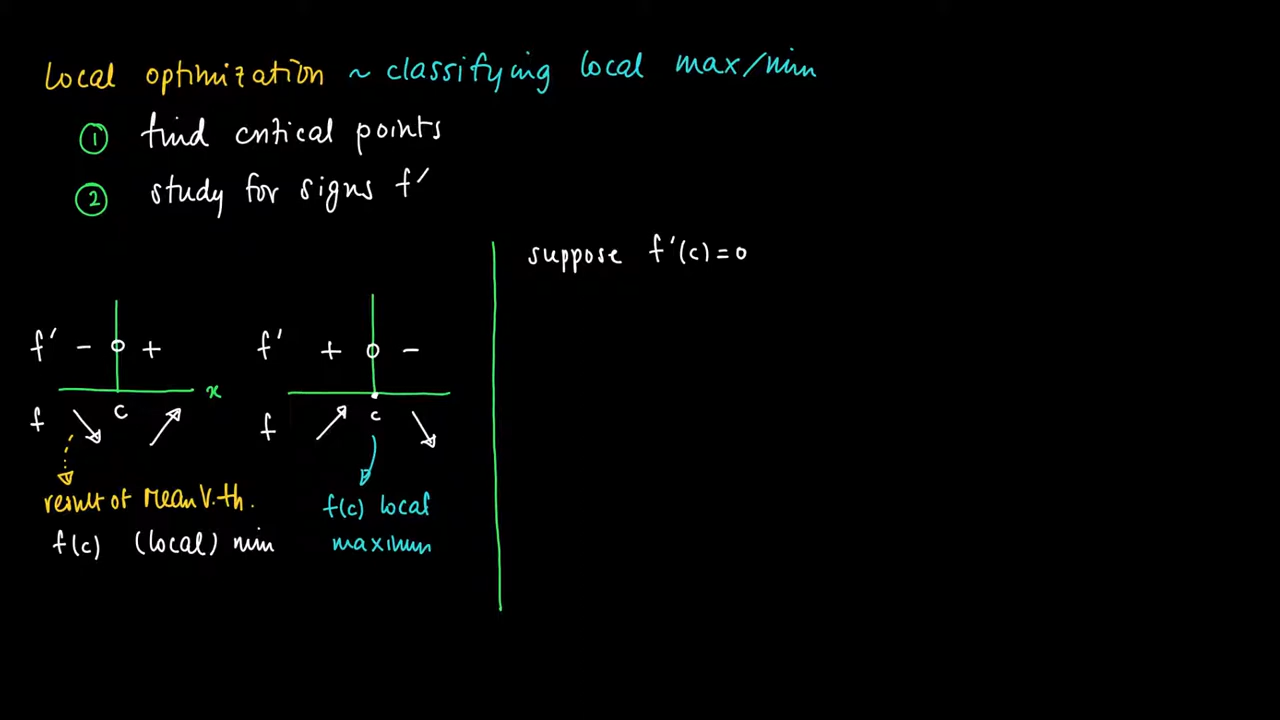 local optimization ~ classifying local max/min
① find critical points
② study for signs f'
suppose f'(c)=0
f' - 0 +
x
f c
f' + 0 -
f c
result of Mean V.th.
f(c) (local) min
f(c) local
maximum